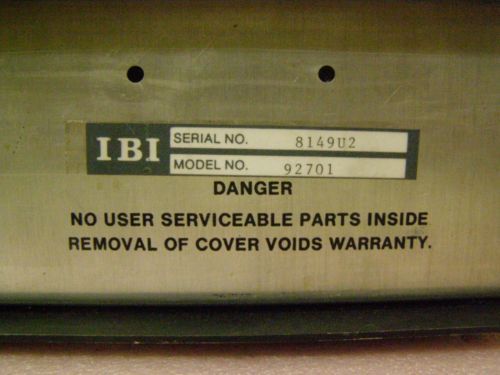 IBI
SERIAL NO. 8149U2
MODEL NO. 92701
DANGER
NO USER SERVICEABLE PARTS INSIDE
REMOVAL OF COVER VOIDS WARRANTY.